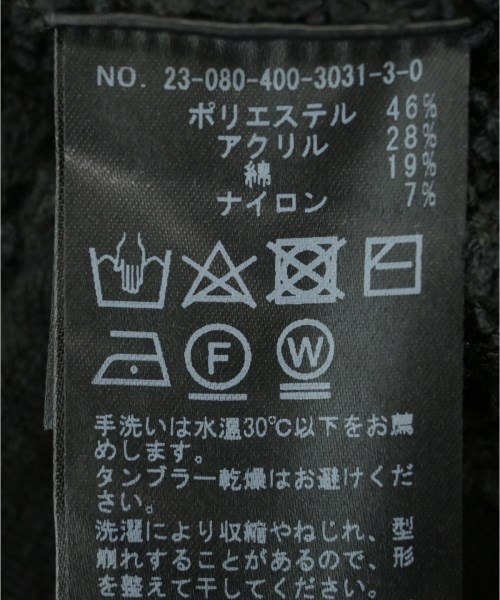 NO. 23-080-400-3031-3-0
ポリエステル 46%
アクリル 28%
綿 19%
ナイロン 7%
F W
手洗いは水温30℃以下をお薦
めします。
タンブラー乾燥はお避けくだ
さい。
洗濯により収縮やねじれ、型
崩れすることがあるので、形
を整えて干してください。